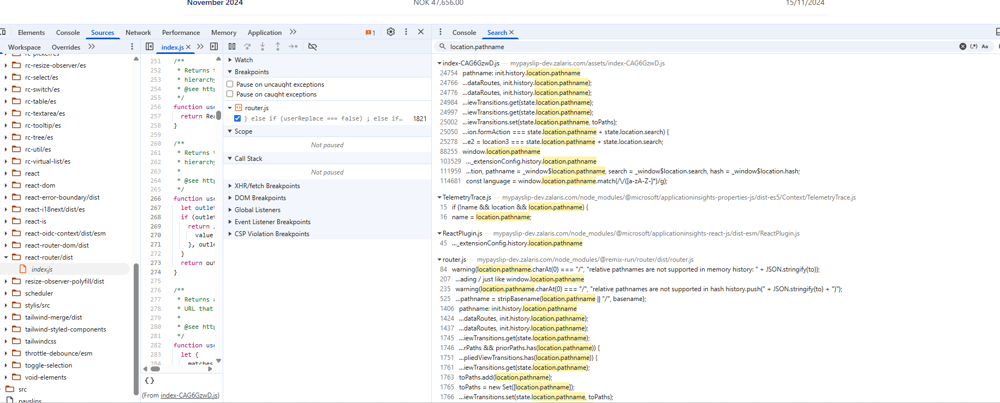 November 2024 NOK 47,656.00 15/11/2024
Elements Console Sources Network Performance Memory Application 1
Console Search
Workspace Overrides
index.js
location.pathname
(.*) Aa
rc-picker/es
rc-resize-observer/es
rc-select/es
rc-switch/es
rc-table/es
rc-textarea/es
rc-tooltip/es
rc-tree/es
rc-util/es
rc-virtual-list/es
react
react-dom
react-error-boundary/dist
react-i18next/dist/es
react-is
react-oidc-context/dist/esm
react-router-dom/dist
react-router/dist
index.js
resize-observer-polyfill/dist
scheduler
stylis/src
tailwind-merge/dist
tailwind-styled-components
tailwindcss
throttle-debounce/esm
toggle-selection
void-elements
src
payslips
251 /**
252 * Returns t
253 * hierarchy
254 * @see http
255 */
256 function use
257 return Rea
258 }
259
260 /**
261 * Returns t
262 * hierarchy
263 *
264 * @see http
265 */
266 function use
267 let outlet
268 if (outlet
269 return /
270 value
271 }, outle
272 }
273 return out
274 }
275
276 /**
277 * Returns a
278 * URL that
279 *
280 * @see http
281 */
282 function use
283 let {
284 matches
{}
(From index-CAG6GzwD.js)
Watch
Breakpoints
Pause on uncaught exceptions
Pause on caught exceptions
router.js
} else if (userReplace === false) ; else if… 1821
Scope
Not paused
Call Stack
Not paused
XHR/fetch Breakpoints
DOM Breakpoints
Global Listeners
Event Listener Breakpoints
CSP Violation Breakpoints
index-CAG6GzwD.js — mypayslip-dev.zalaris.com/assets/index-CAG6GzwD.js
24754 pathname: init.history.location.pathname
24766 …dataRoutes, init.history.location.pathname);
24776 …dataRoutes, init.history.location.pathname);
24984 …iewTransitions.get(state.location.pathname);
24997 …iewTransitions.get(state.location.pathname);
25002 …iewTransitions.set(state.location.pathname, toPaths);
25050 …ion.formAction === state.location.pathname + state.location.search) {
25278 …e2 = location3 === state.location.pathname + state.location.search;
88255 window.location.pathname
103529 …_extensionConfig.history.location.pathname
111959 …tion, pathname = _window$location.pathname, search = _window$location.search, hash = _window$location.hash;
114681 const language = window.location.pathname.match(/\/([a-zA-Z-]*)/g);
TelemetryTrace.js — mypayslip-dev.zalaris.com/node_modules/@microsoft/applicationinsights-properties-js/dist-es5/Context/TelemetryTrace.js
15 if (!name && location && location.pathname) {
16 name = location.pathname;
ReactPlugin.js — mypayslip-dev.zalaris.com/node_modules/@microsoft/applicationinsights-react-js/dist-esm/ReactPlugin.js
45 …_extensionConfig.history.location.pathname
router.js — mypayslip-dev.zalaris.com/node_modules/@remix-run/router/dist/router.js
84 warning(location.pathname.charAt(0) === "/", "relative pathnames are not supported in memory history: " + JSON.stringify(to));
207 …ading / just like window.location.pathname
235 warning(location.pathname.charAt(0) === "/", "relative pathnames are not supported in hash history.push(" + JSON.stringify(to) + ")");
525 …pathname = stripBasename(location.pathname || "/", basename);
1406 pathname: init.history.location.pathname
1424 …dataRoutes, init.history.location.pathname);
1437 …dataRoutes, init.history.location.pathname);
1745 …iewTransitions.get(state.location.pathname);
1746 …rPaths && priorPaths.has(location.pathname)) {
1751 …pliedViewTransitions.has(location.pathname)) {
1761 …iewTransitions.get(state.location.pathname);
1763 toPaths.add(location.pathname);
1765 toPaths = new Set([location.pathname]);
1766 …iewTransitions.set(state.location.pathname, toPaths);